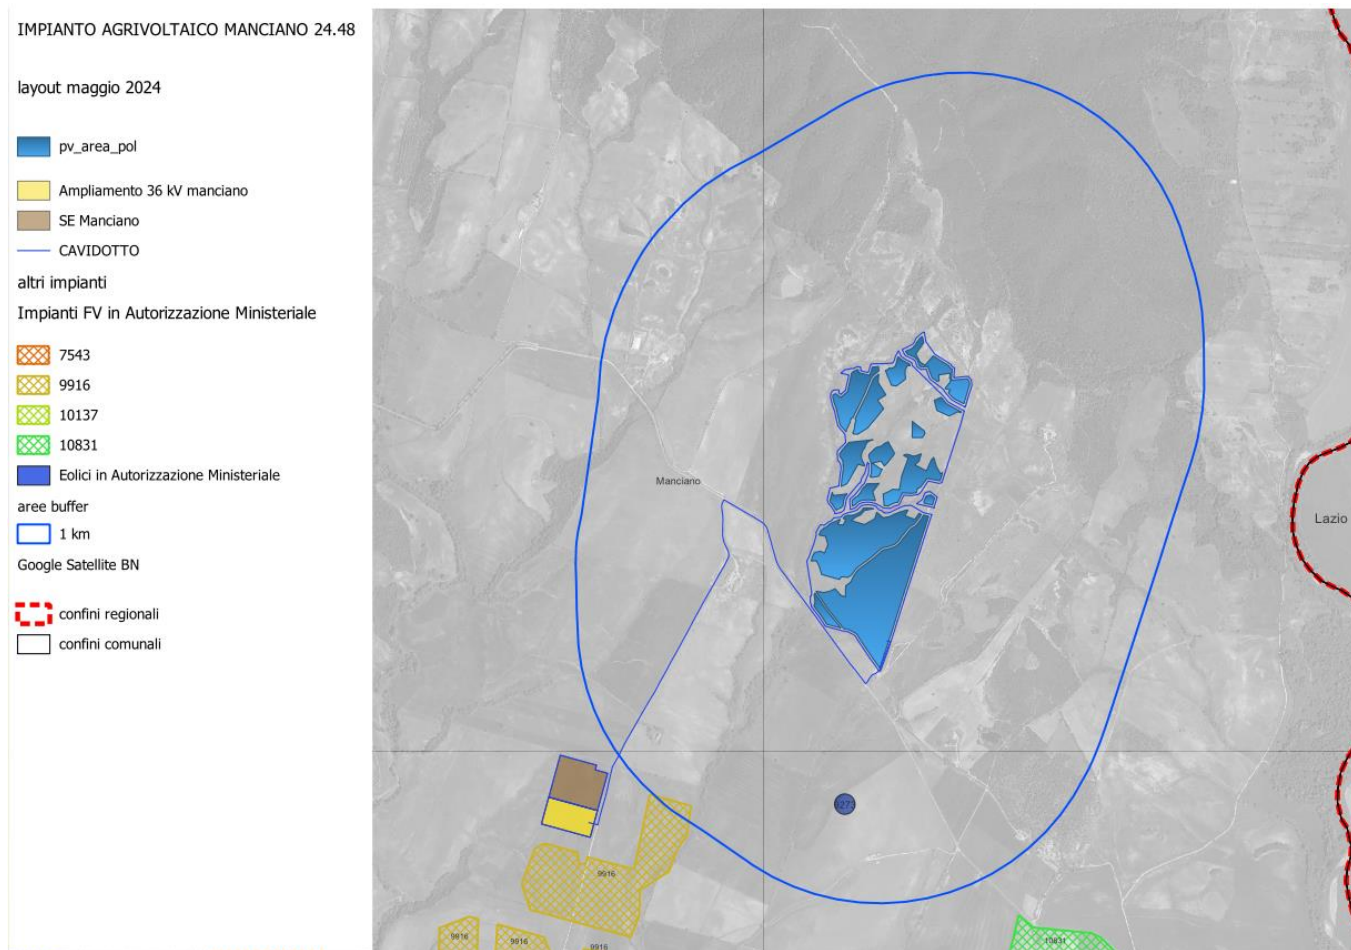 IMPIANTO AGRIVOLTAICO MANCIANO 24.48
layout maggio 2024
pv_area_pol
Ampliamento 36 kV manciano
SE Manciano
CAVIDOTTO
altri impianti
Impianti FV in Autorizzazione Ministeriale
7543
9916
10137
10831
Eolici in Autorizzazione Ministeriale
aree buffer
1 km
Google Satellite BN
confini regionali
confini comunali
Manciano
Lazio
9916
9916
9916
9916
10831